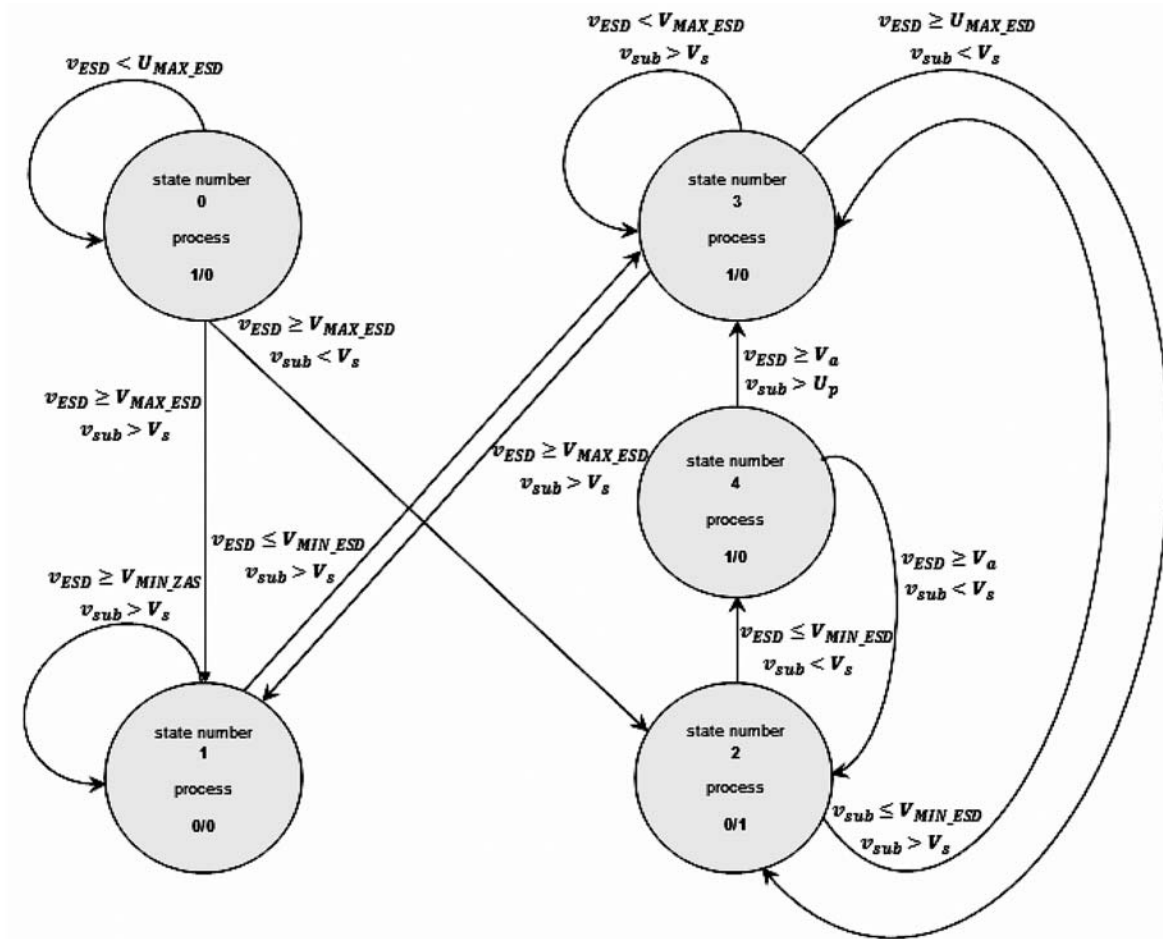 v_ESD < U_MAX_ESD
v_ESD < V_MAX_ESD
v_sub > V_s
v_ESD ≥ U_MAX_ESD
v_sub < V_s
state number
0
process
1/0
state number
3
process
1/0
v_ESD ≥ V_MAX_ESD
v_sub < V_s
v_ESD ≥ V_a
v_sub > U_p
v_ESD ≥ V_MAX_ESD
v_sub > V_s
v_ESD ≥ V_MAX_ESD
v_sub > V_s
state number
4
process
1/0
v_ESD ≤ V_MIN_ESD
v_sub > V_s
v_ESD ≥ V_MIN_ZAS
v_sub > V_s
v_ESD ≥ V_a
v_sub < V_s
v_ESD ≤ V_MIN_ESD
v_sub < V_s
state number
1
process
0/0
state number
2
process
0/1
v_sub ≤ V_MIN_ESD
v_sub > V_s